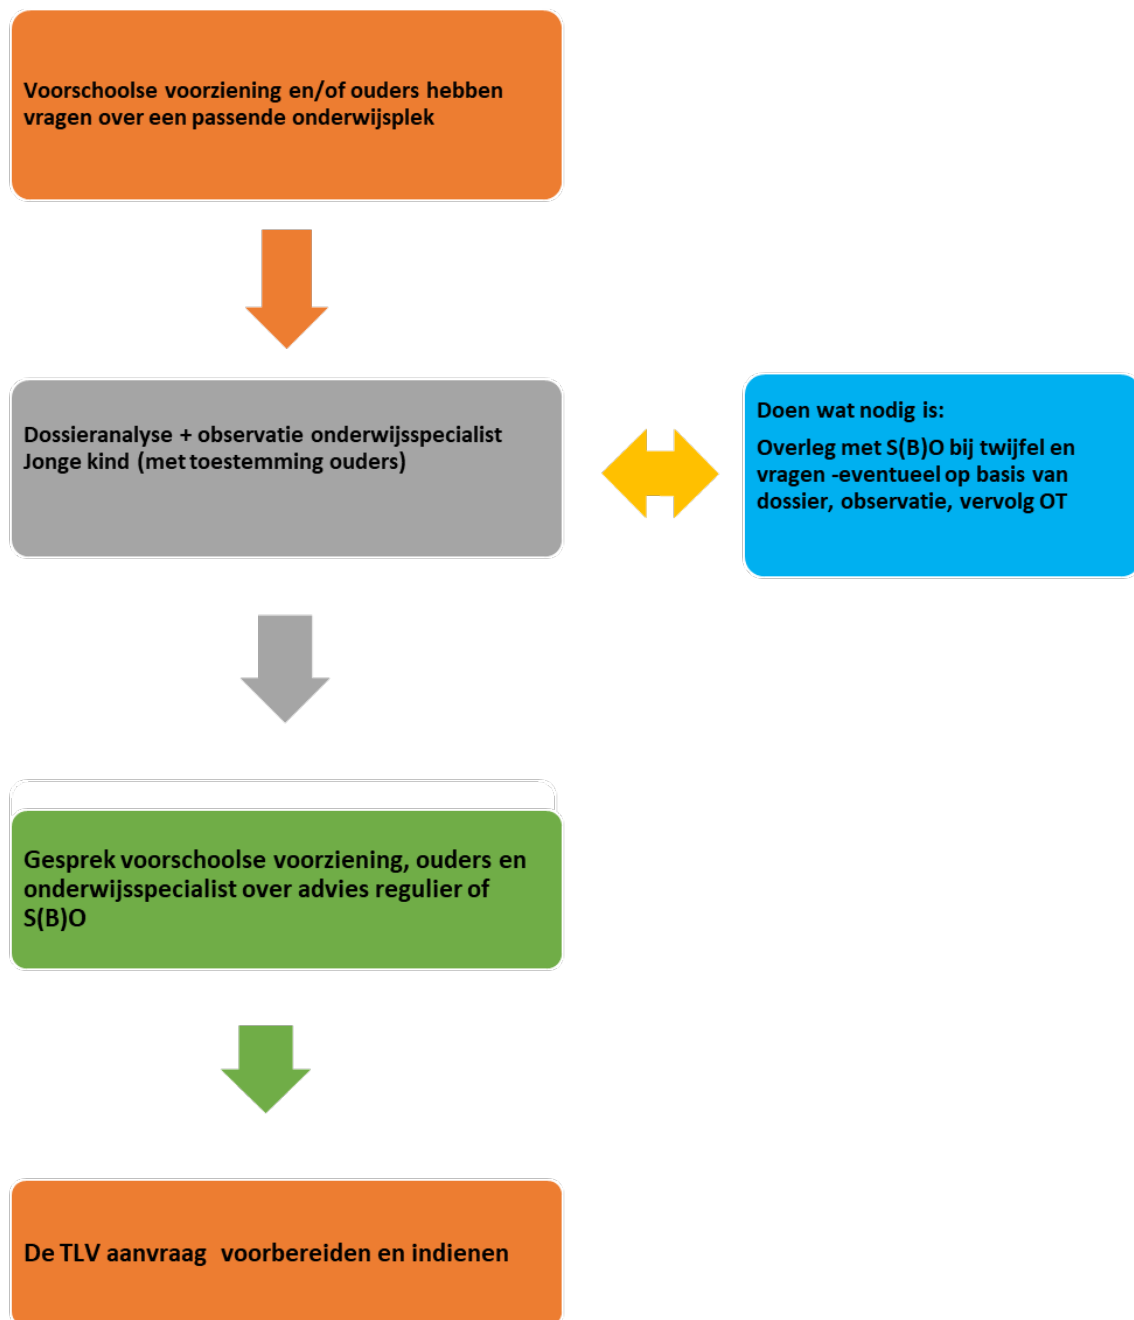 Voorschoolse voorziening en/of ouders hebben
vragen over een passende onderwijsplek
Dossieranalyse + observatie onderwijsspecialist
Jonge kind (met toestemming ouders)
Doen wat nodig is:
Overleg met S(B)O bij twijfel en
vragen -eventueel op basis van
dossier, observatie, vervolg OT
Gesprek voorschoolse voorziening, ouders en
onderwijsspecialist over advies regulier of
S(B)O
De TLV aanvraag  voorbereiden en indienen